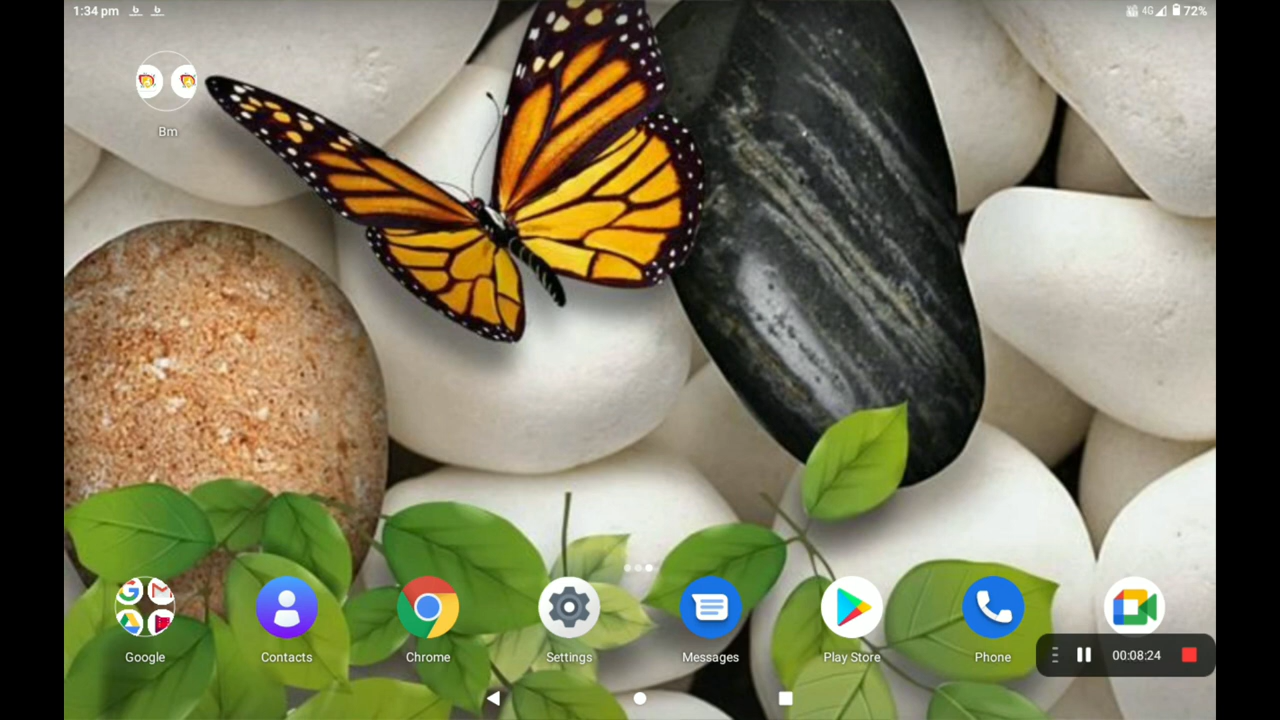 1:34 pm
4G 72%
Bm
Google
Contacts
Chrome
Settings
Messages
Play Store
Phone
00:08:24